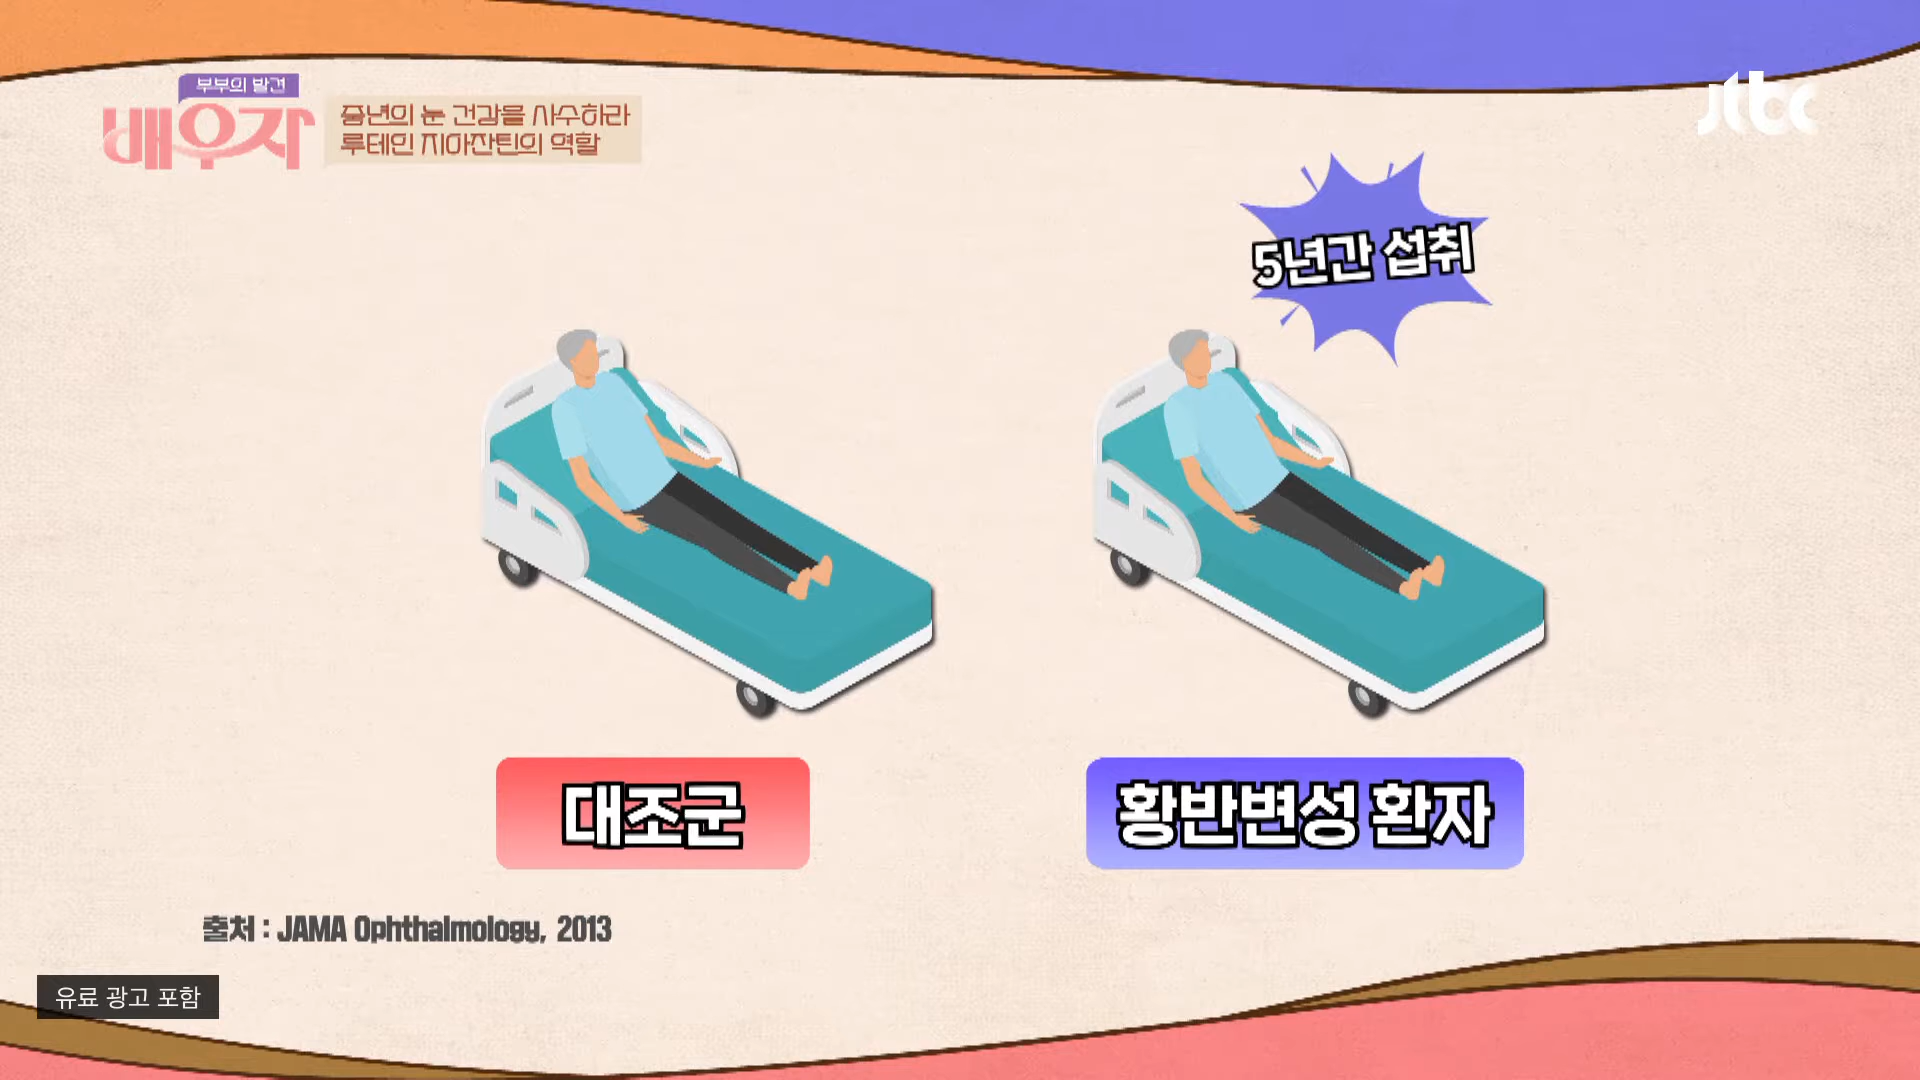 부부의 발견
배우자
중년의 눈 건강을 사수하라
루테인 지아잔틴의 역할
jtbc
5년간 섭취
대조군
황반변성 환자
출처 : JAMA Ophthalmology, 2013
유료 광고 포함